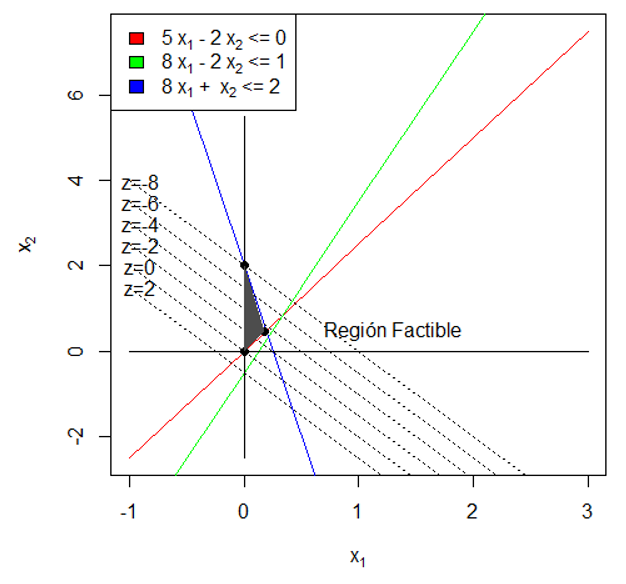 5 x₁ - 2 x₂ <= 0
8 x₁ - 2 x₂ <= 1
8 x₁ + x₂ <= 2
6
4
2
0
-2
x₂
z=-8
z=-6
z=-4
z=-2
z=0
z=2
Región Factible
-1 0 1 2 3
x₁